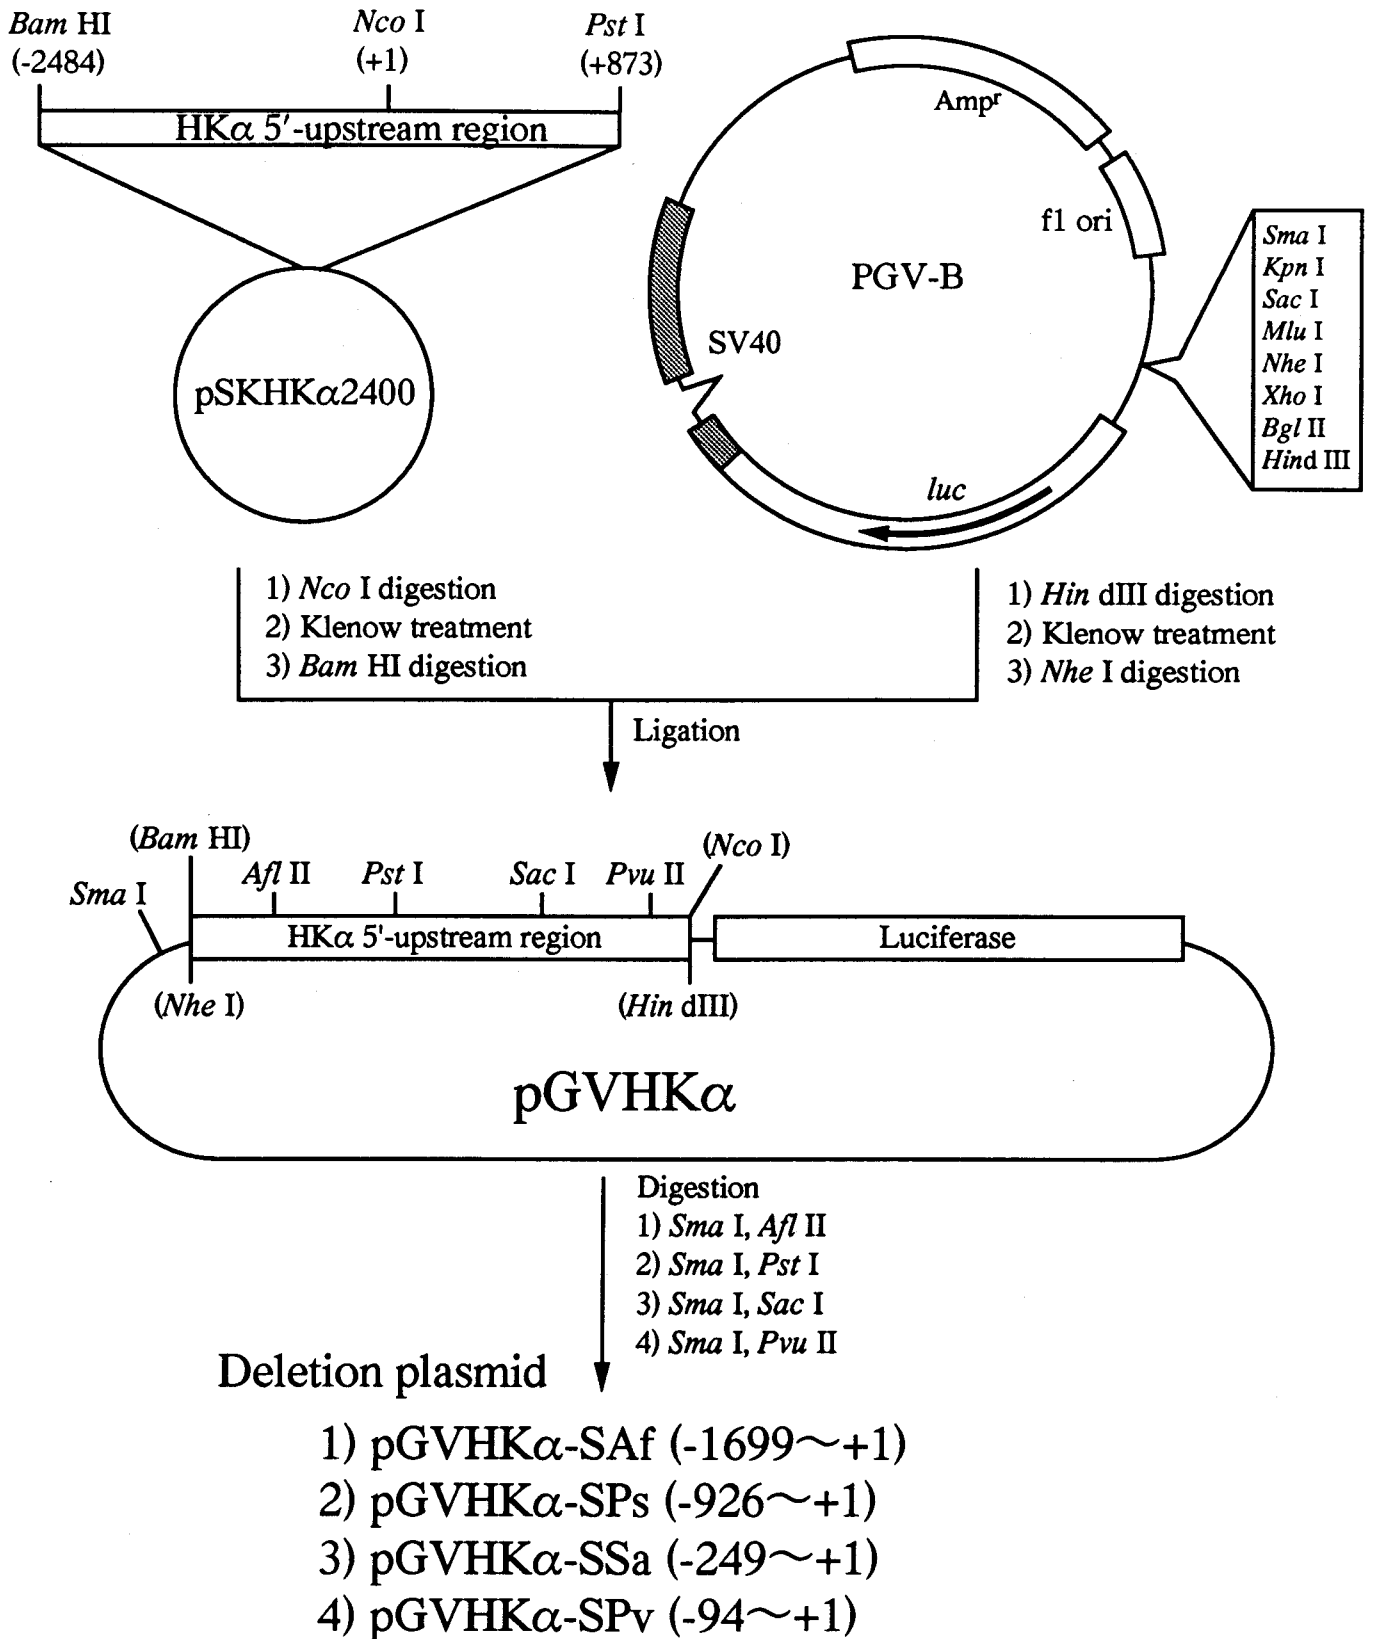 Bam HI
(-2484)
Nco I
(+1)
Pst I
(+873)
HKα 5'-upstream region
pSKHKα2400
Ampr
f1 ori
PGV-B
SV40
luc
Sma I
Kpn I
Sac I
Mlu I
Nhe I
Xho I
Bgl II
Hind III
1) Nco I digestion
2) Klenow treatment
3) Bam HI digestion
1) Hin dIII digestion
2) Klenow treatment
3) Nhe I digestion
Ligation
(Bam HI)
Sma I
Afl II
Pst I
Sac I
Pvu II
(Nco I)
HKα 5'-upstream region
Luciferase
(Nhe I)
(Hin dIII)
pGVHKα
Digestion
1) Sma I, Afl II
2) Sma I, Pst I
3) Sma I, Sac I
4) Sma I, Pvu II
Deletion plasmid
1) pGVHKα-SAf (-1699～+1)
2) pGVHKα-SPs (-926～+1)
3) pGVHKα-SSa (-249～+1)
4) pGVHKα-SPv (-94～+1)